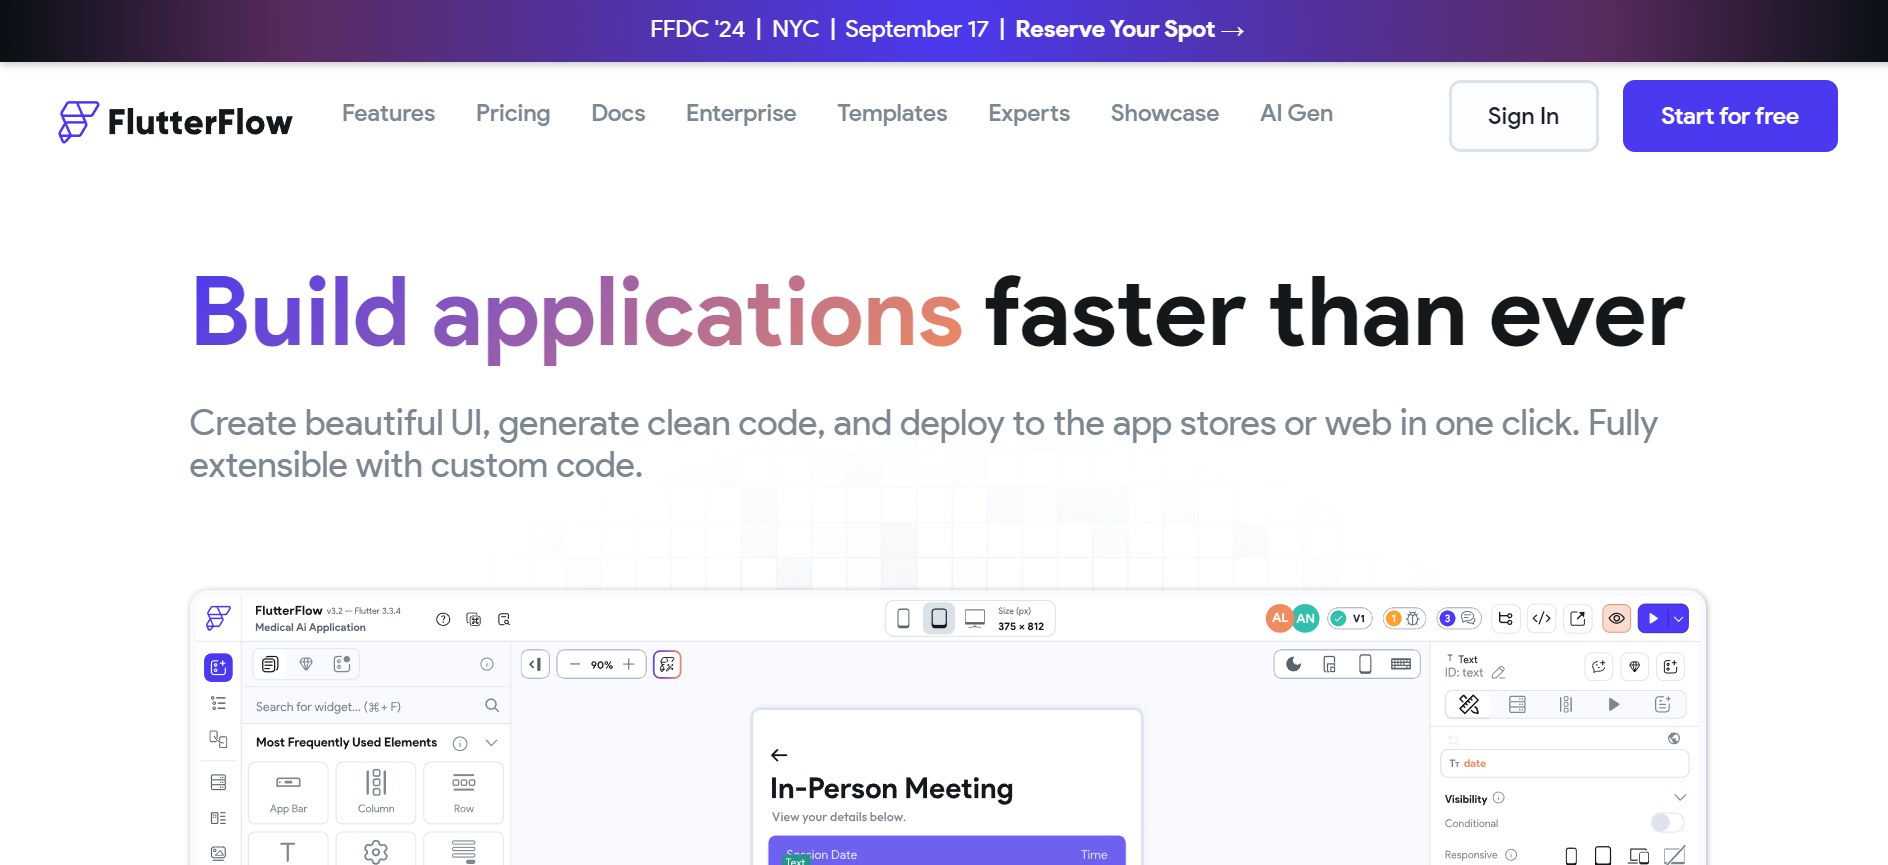 FFDC '24 | NYC | September 17 | Reserve Your Spot →
FlutterFlow
Features Pricing Docs Enterprise Templates Experts Showcase AI Gen
Sign In
Start for free
Build applications faster than ever
Create beautiful UI, generate clean code, and deploy to the app stores or web in one click. Fully
extensible with custom code.
FlutterFlow v3.2 — Flutter 3.3.4
Medical Ai Application
Size (px)
375 × 812
AL AN V1 1 3
90%
Search for widget... (⌘+ F)
Most Frequently Used Elements
App Bar Column Row
In-Person Meeting
View your details below.
Session Date Time
Text
Text
ID: text
date
Visibility
Conditional
Responsive